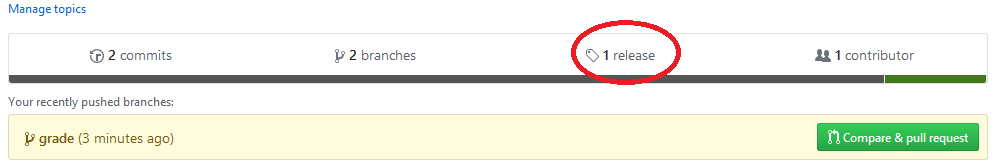 Manage topics
2 commits 2 branches 1 release 1 contributor
Your recently pushed branches:
grade (3 minutes ago) Compare & pull request